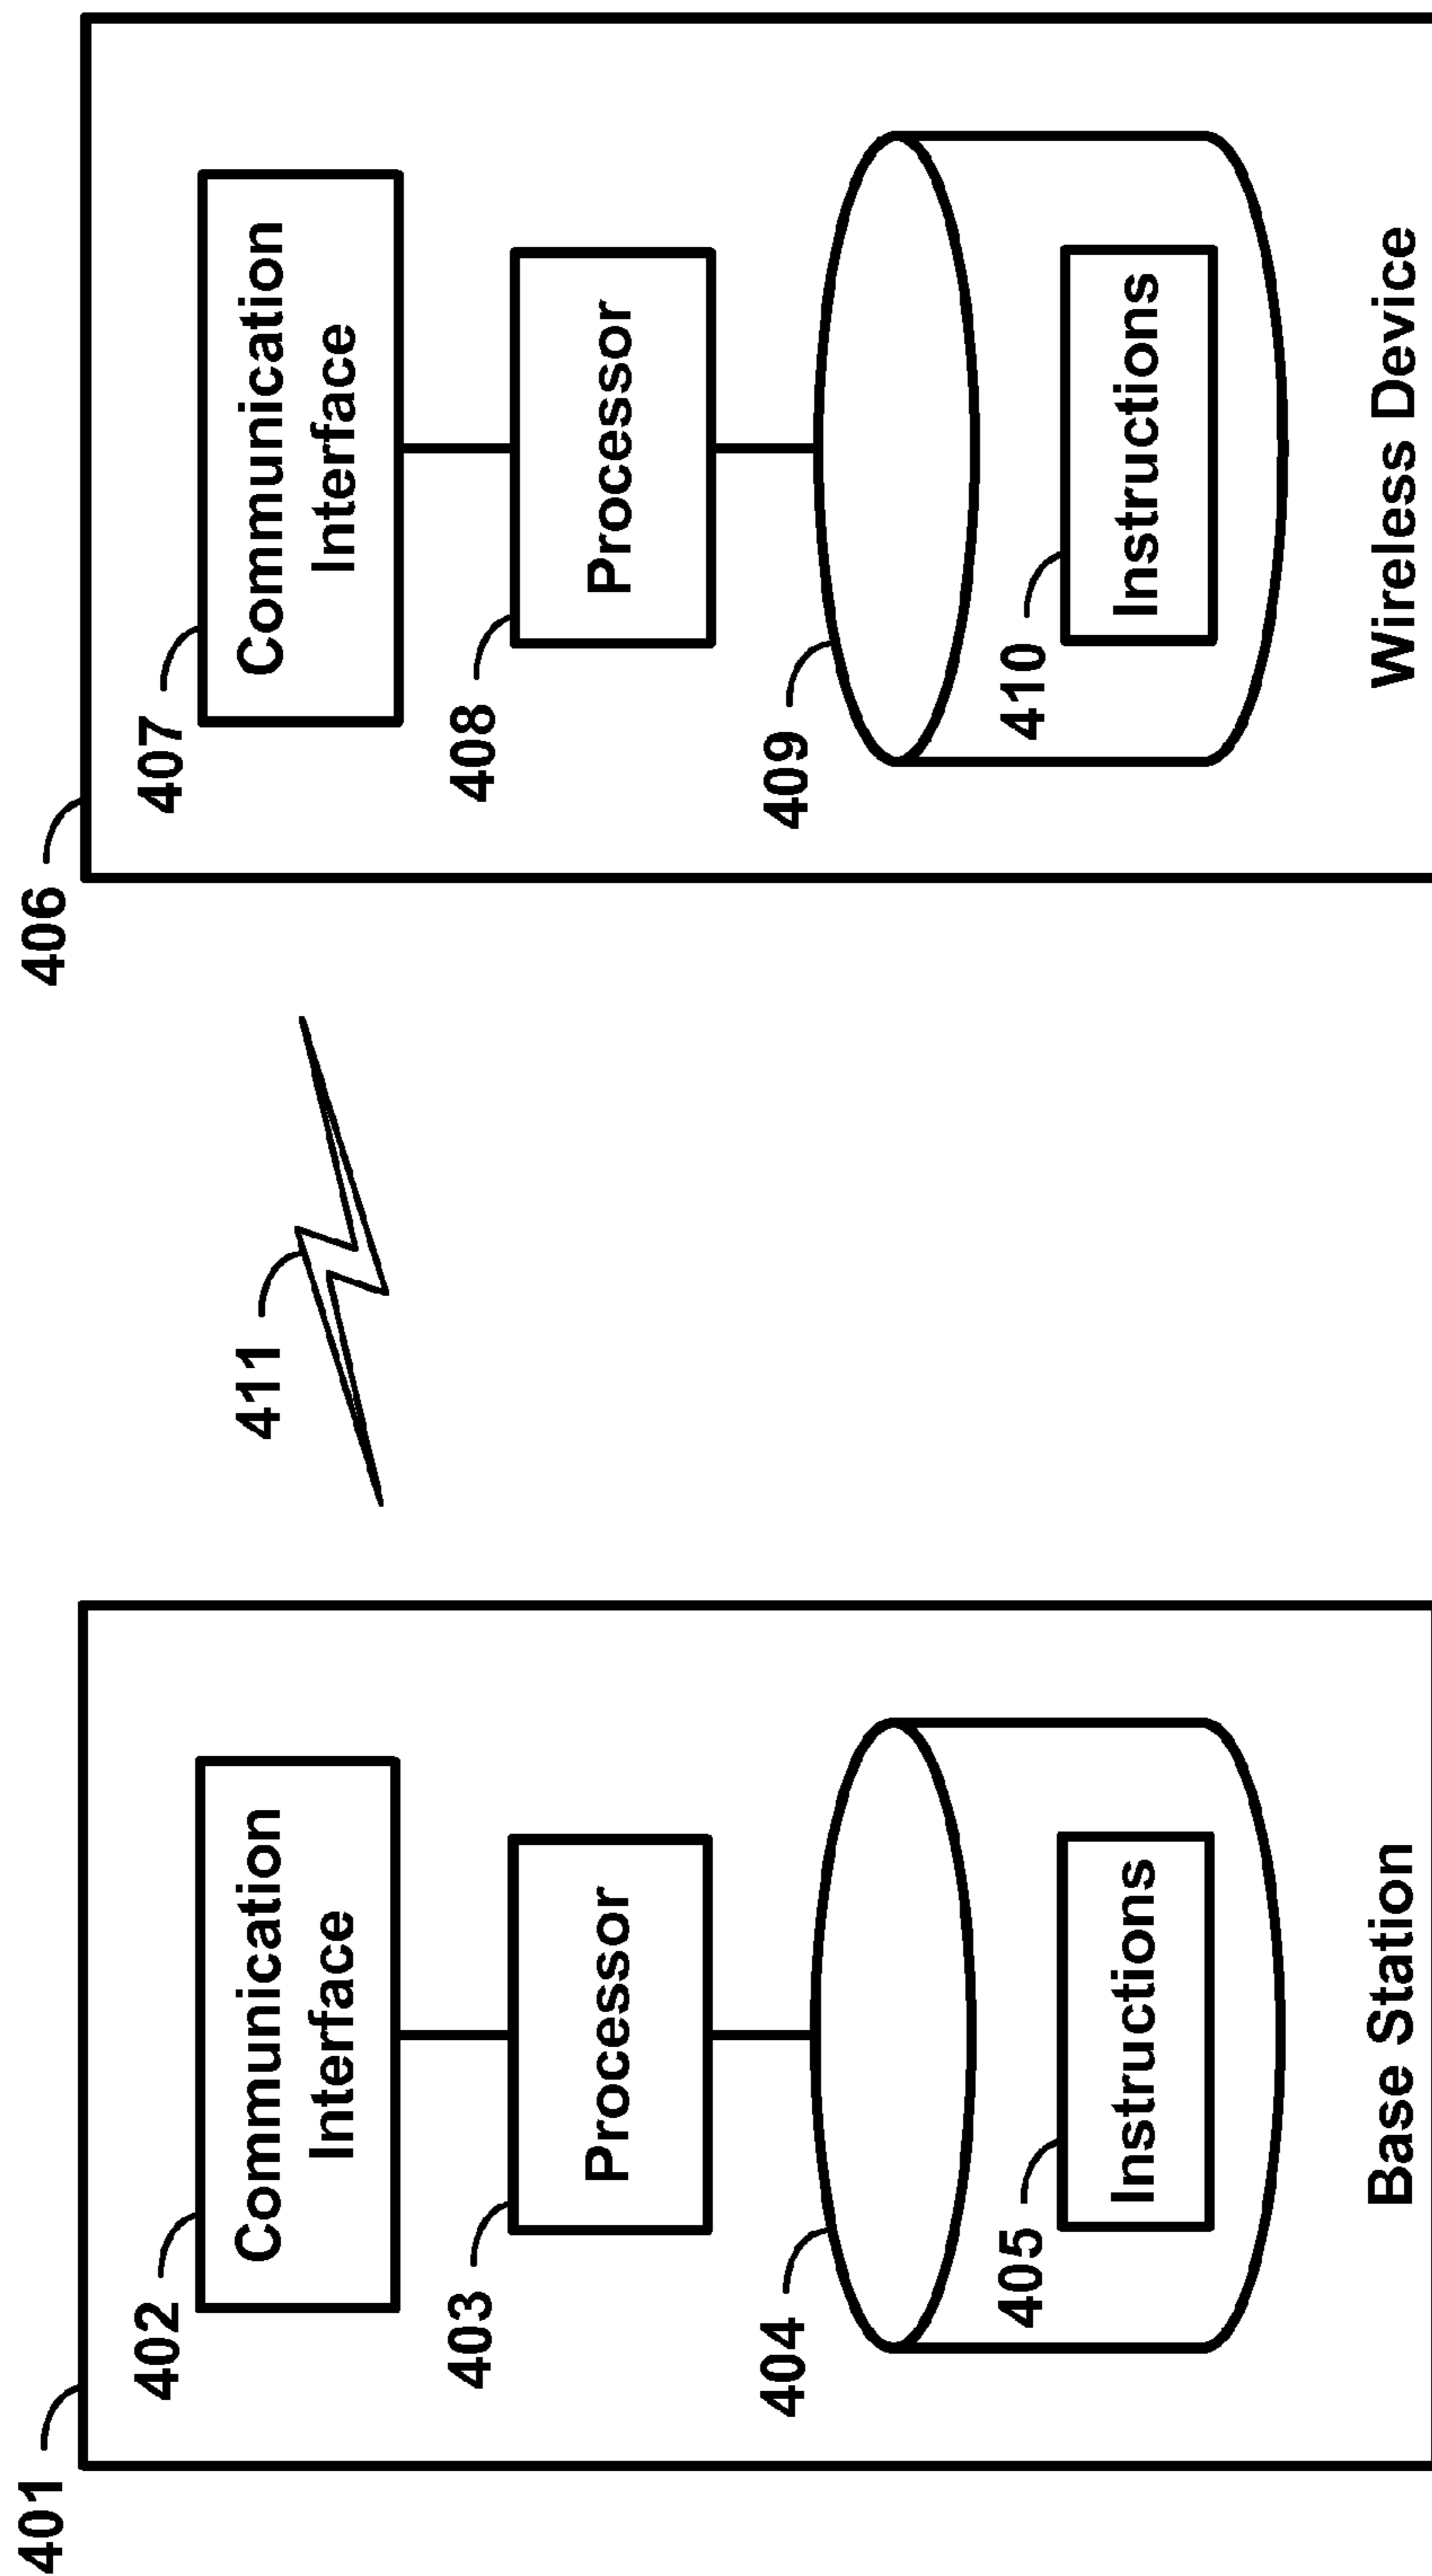 401
402
Communication
Interface
403
Processor
404
405
Instructions
Base Station
411
406
407
Communication
Interface
408
Processor
409
410
Instructions
Wireless Device